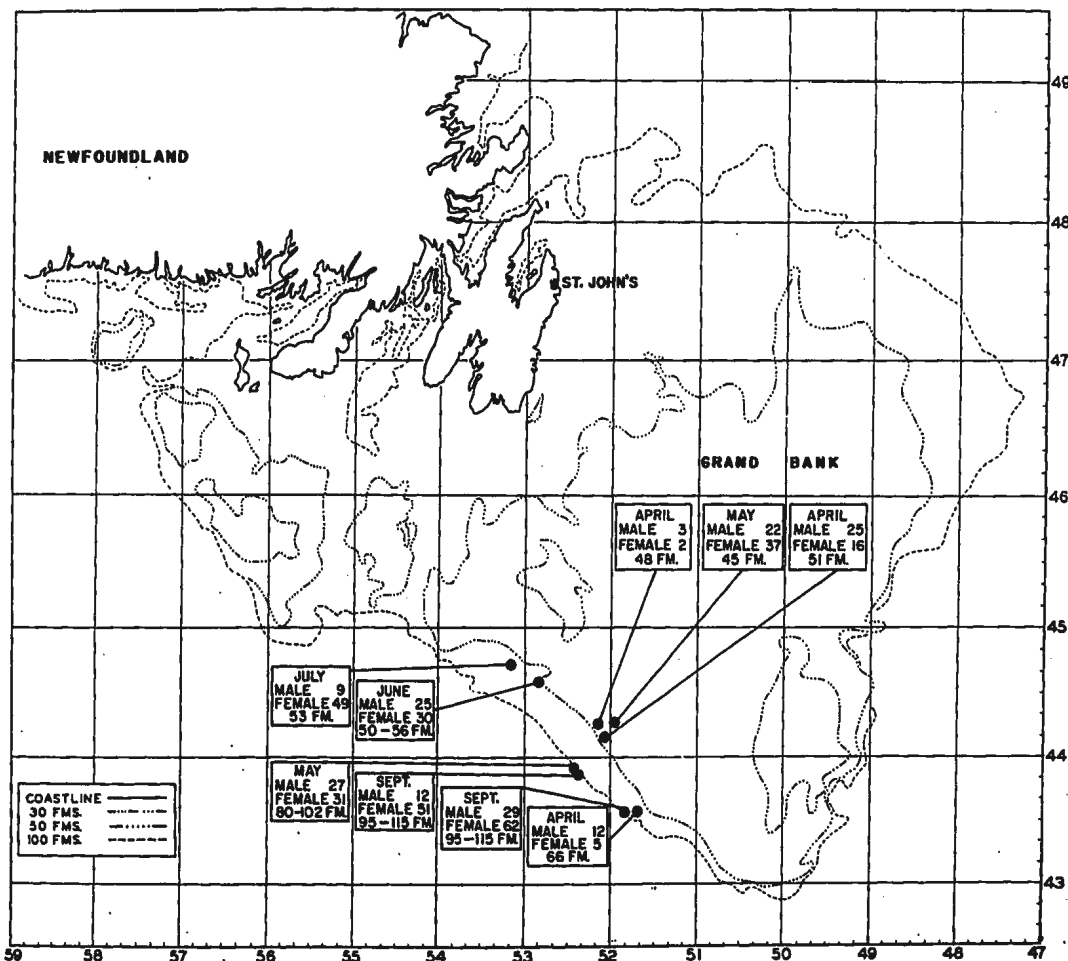 NEWFOUNDLAND
ST. JOHN'S
GRAND BANK
APRIL
MALE 3
FEMALE 2
48 FM.
MAY
MALE 22
FEMALE 37
45 FM.
APRIL
MALE 25
FEMALE 16
51 FM.
JULY
MALE 9
FEMALE 49
53 FM.
JUNE
MALE 25
FEMALE 30
50-56 FM.
MAY
MALE 27
FEMALE 31
80-102 FM.
SEPT.
MALE 12
FEMALE 51
95-115 FM.
SEPT.
MALE 29
FEMALE 62
95-115 FM.
APRIL
MALE 12
FEMALE 5
66 FM.
COASTLINE
30 FMS.
50 FMS.
100 FMS.
49
48
47
46
45
44
43
59 58 57 56 55 54 53 52 51 50 49 48 47